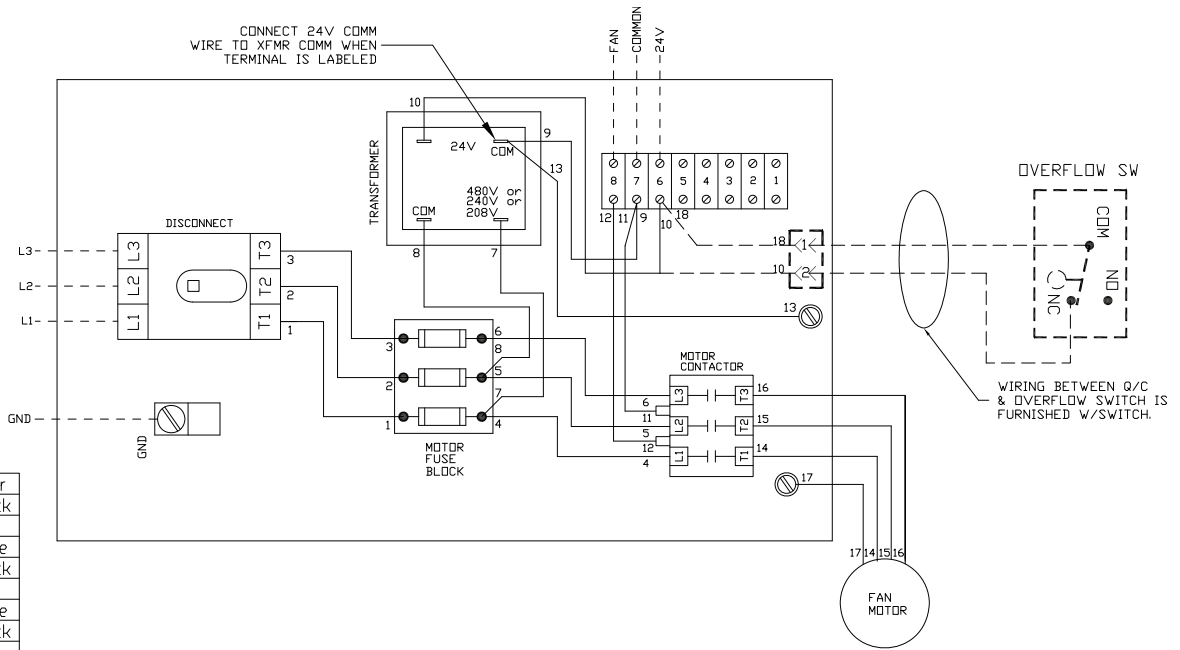 CONNECT 24V COMM
WIRE TO XFMR COMM WHEN
TERMINAL IS LABELED
FAN
COMMON
24V
10
TRANSFORMER
24V
COM
9
13
480V or
240V or
208V
COM
8
7
8
7
6
5
4
3
2
1
12
11
9
10
18
OVERFLOW SW
COM
NO
NC
18
1
10
2
DISCONNECT
L3
L2
L1
L3
L2
L1
T3
T2
T1
3
2
1
13
3
2
1
6
8
5
7
4
MOTOR
FUSE
BLOCK
MOTOR
CONTACTOR
6
11
5
12
4
L3
L2
L1
T3
T2
T1
16
15
14
WIRING BETWEEN Q/C
& OVERFLOW SWITCH IS
FURNISHED W/SWITCH.
GND
GND
17
17
14
15
16
FAN
MOTOR
r
k
e
k
e
k